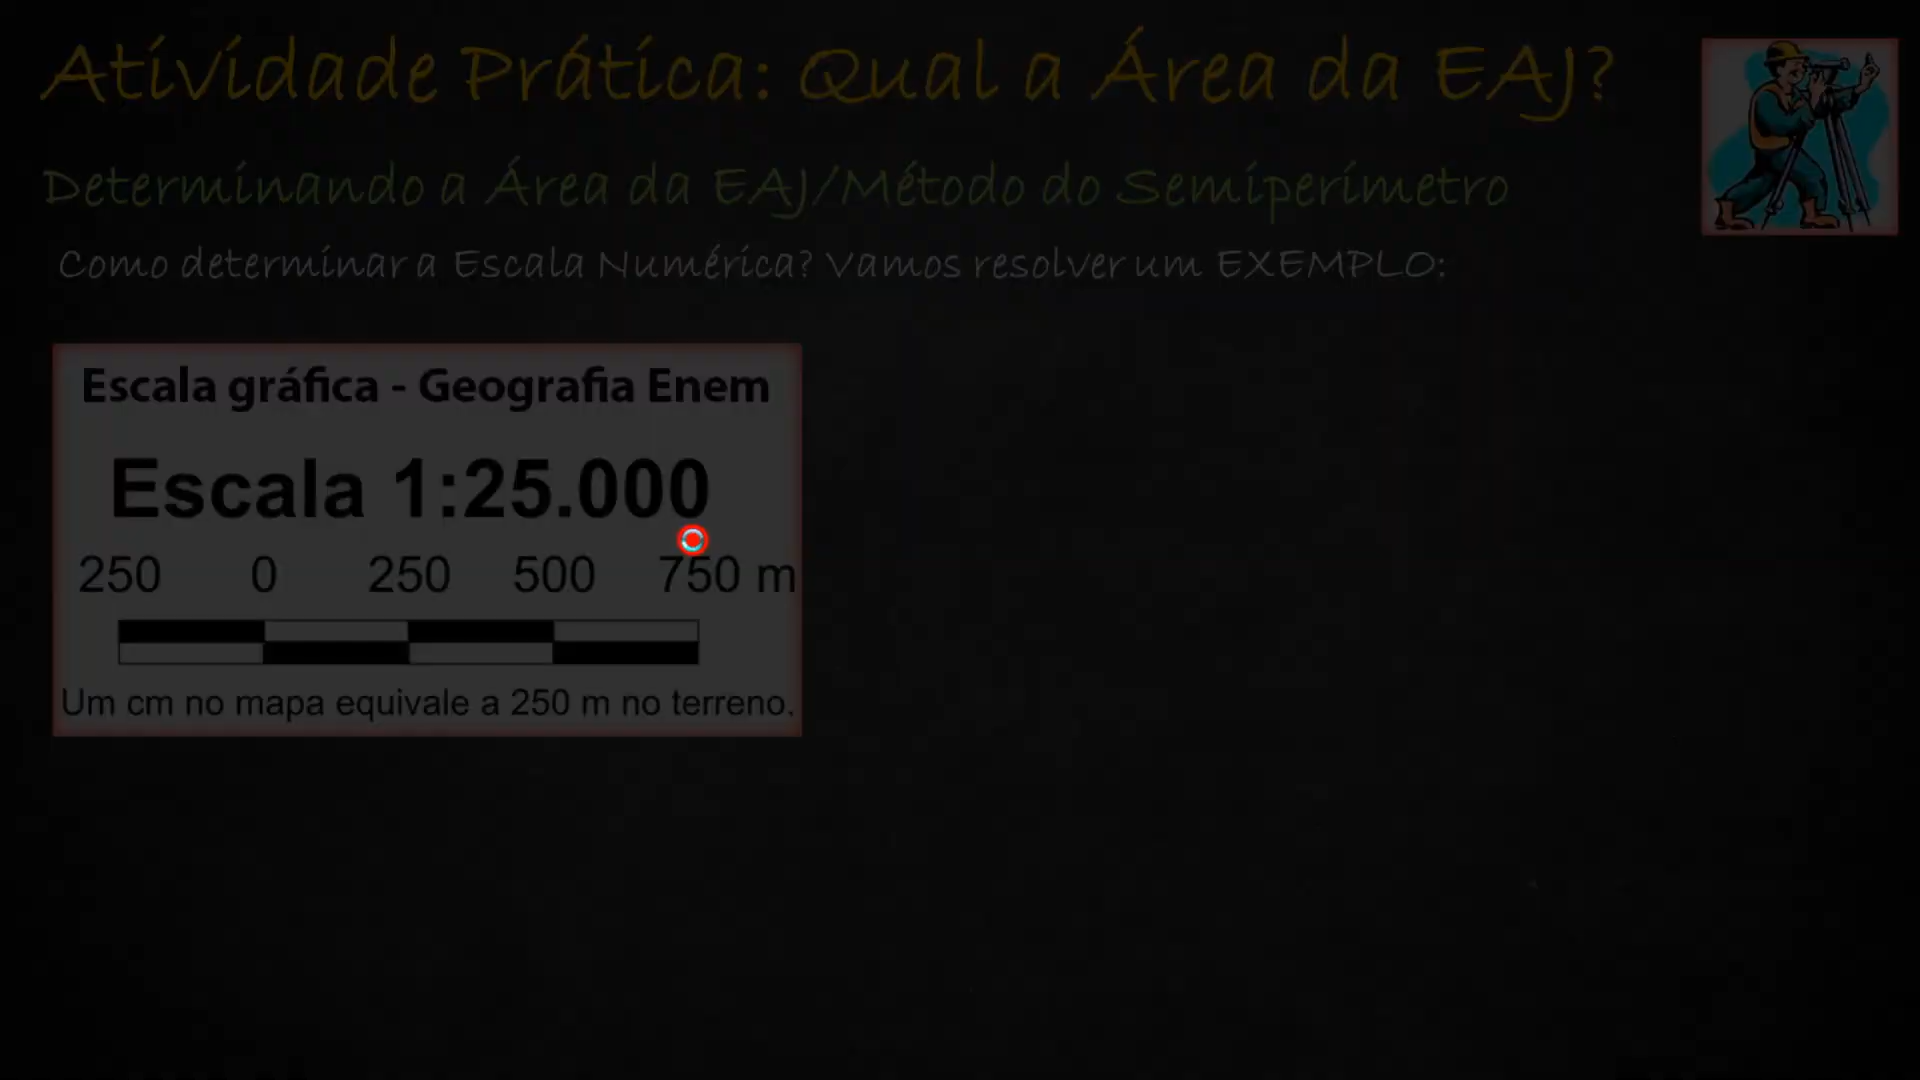 Atividade Prática: Qual a Área da EAJ?
Determinando a Área da EAJ/Método do Semiperímetro
Como determinar a Escala Numérica? Vamos resolver um EXEMPLO:
Escala gráfica - Geografia Enem
Escala 1:25.000
250 0 250 500 750 m
Um cm no mapa equivale a 250 m no terreno.